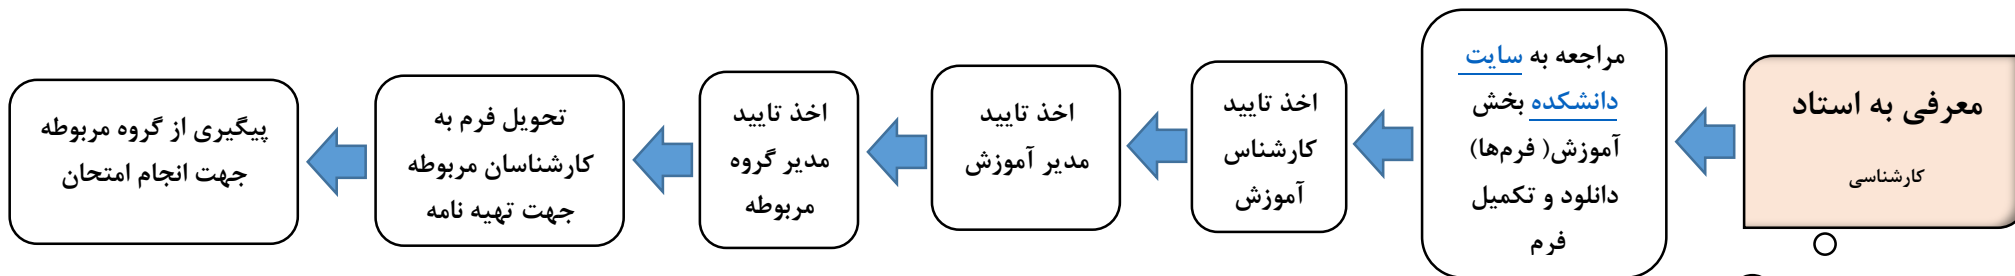 معرفی به استاد
کارشناسی
مراجعه به سایت
دانشکده بخش
آموزش( فرم‌ها)
دانلود و تکمیل
فرم
اخذ تایید
کارشناس
آموزش
اخذ تایید
مدیر آموزش
اخذ تایید
مدیر گروه
مربوطه
تحویل فرم به
کارشناسان مربوطه
جهت تهیه نامه
پیگیری از گروه مربوطه
جهت انجام امتحان